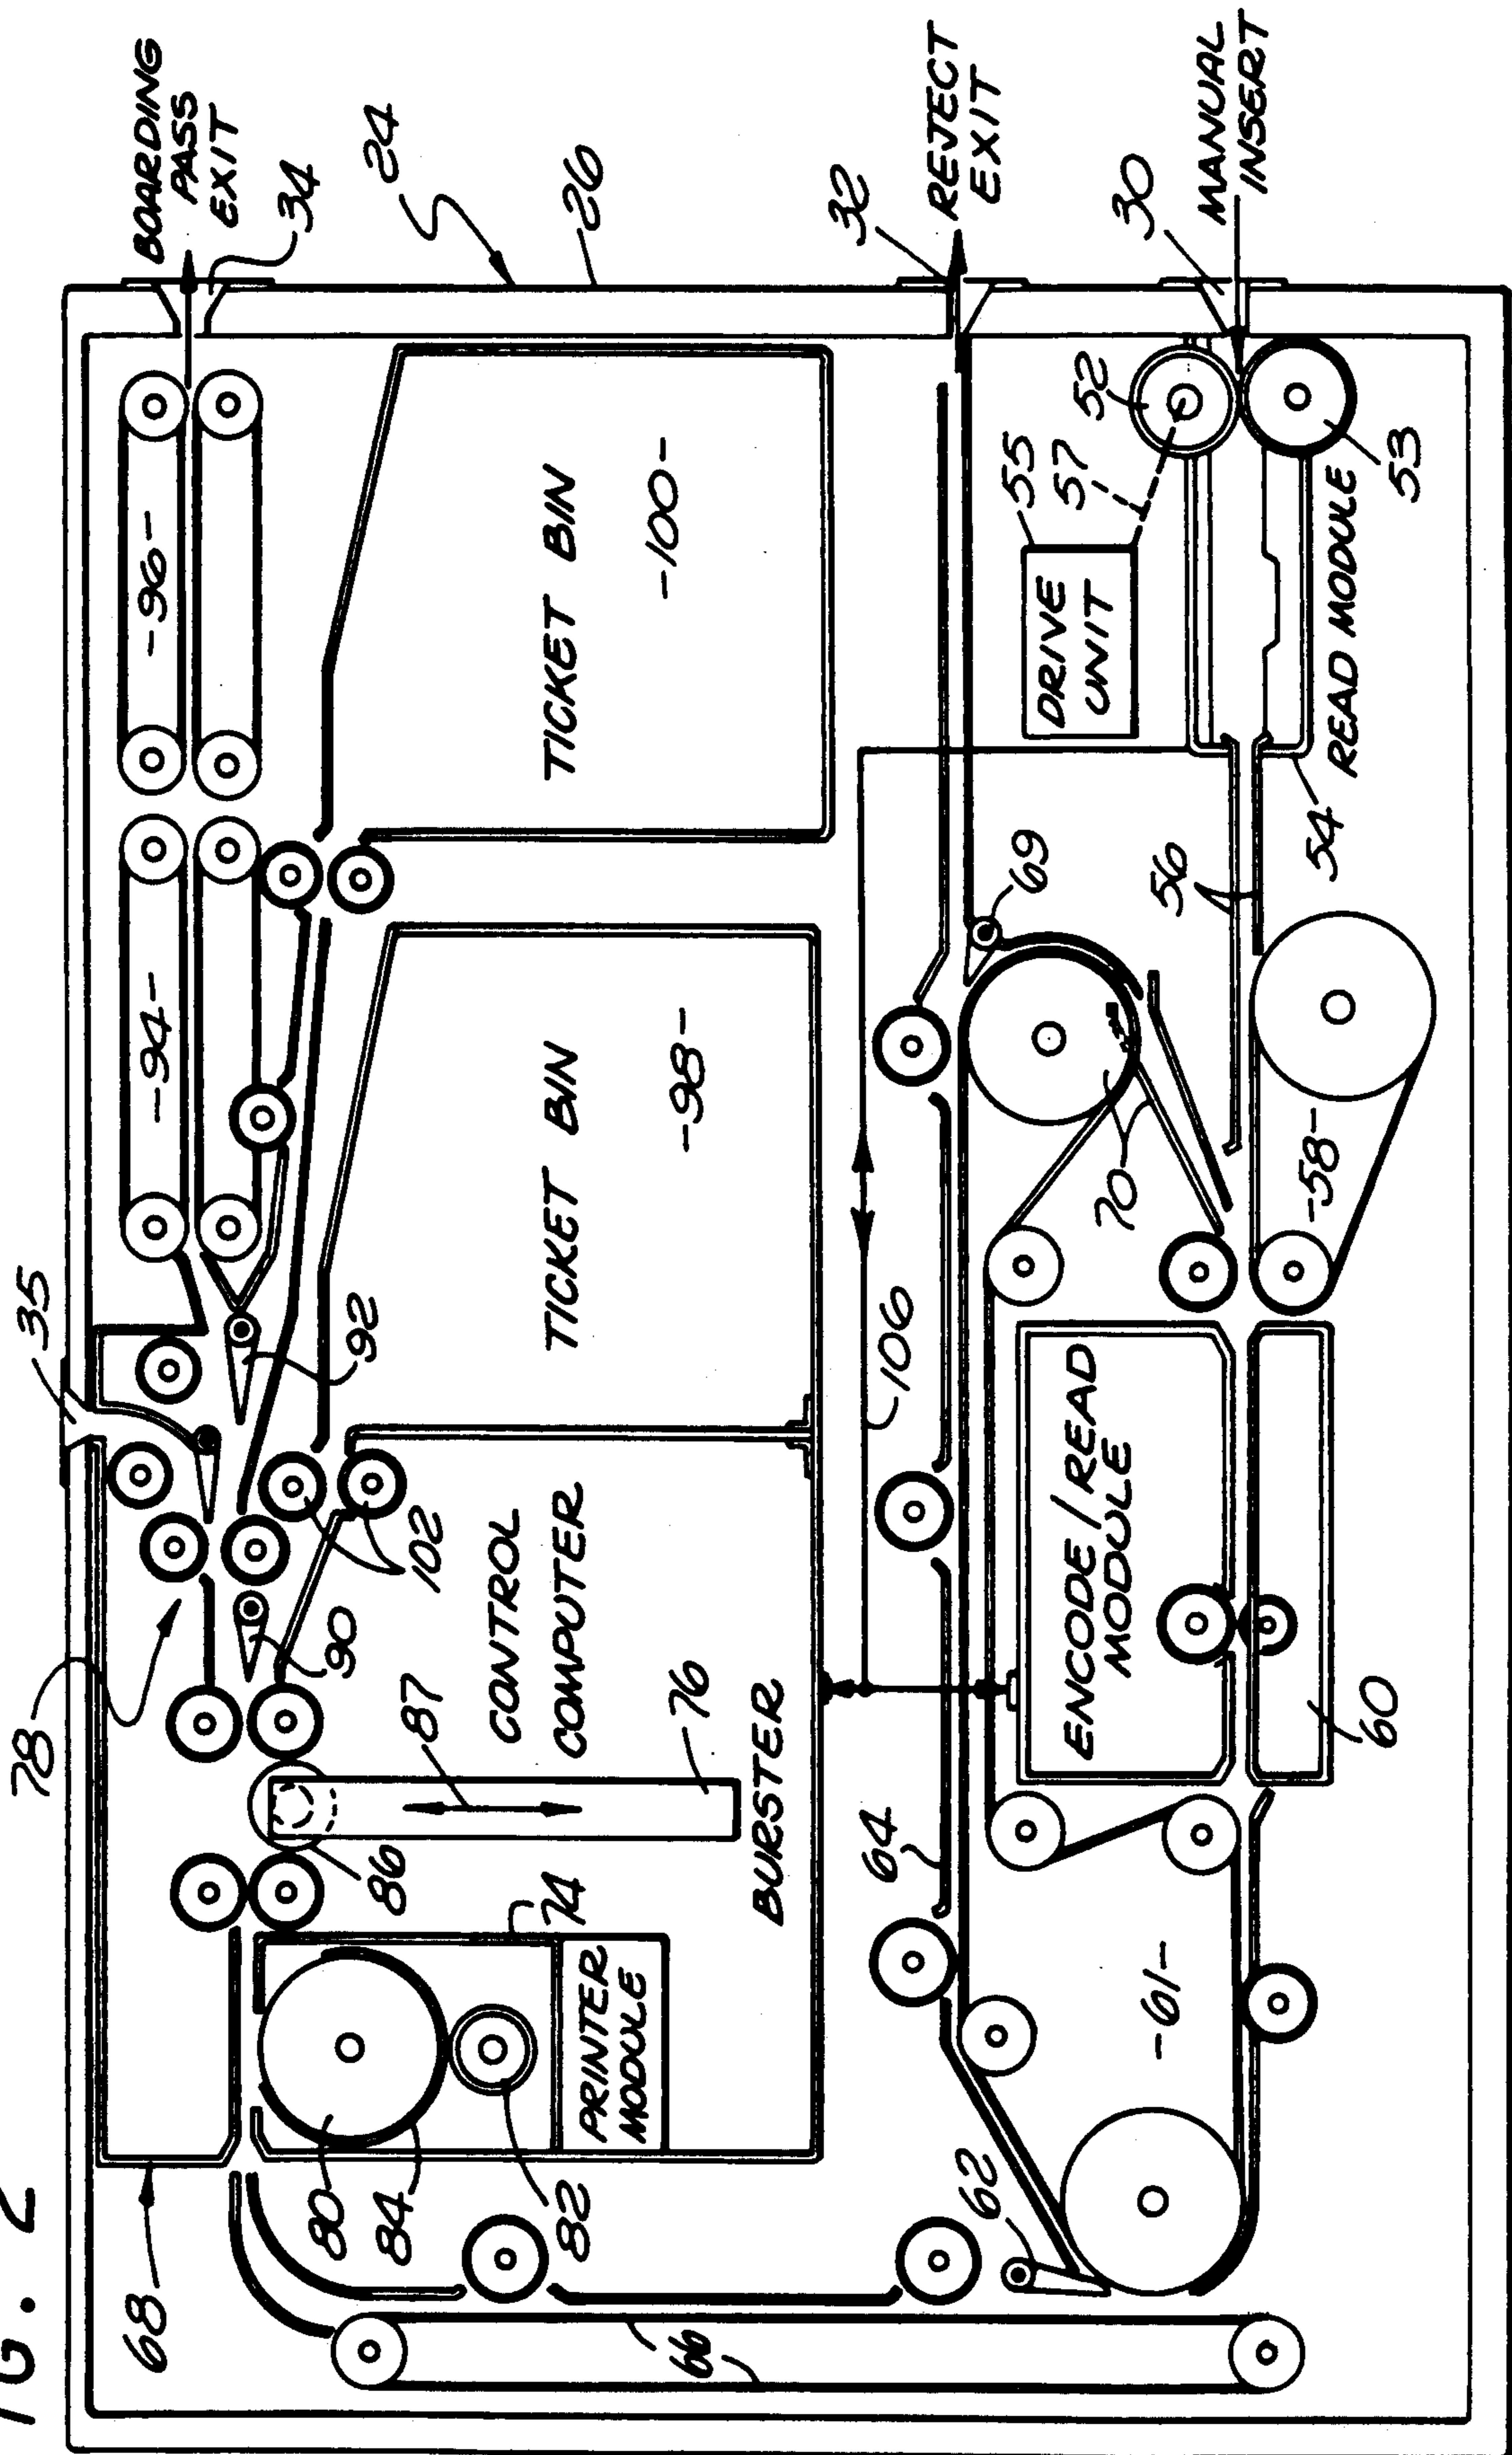 FIG. 2
35
78
BOARDING
PASS
EXIT
34
24
26
32
REJECT
EXIT
30
MANUAL
INSERT
-96-
-94-
68
92
90
102
TICKET BIN
-100-
TICKET BIN
-98-
CONTROL
COMPUTER
87
76
86
74
BURSTER
PRINTER
MODULE
80
84
82
106
64
62
66
69
70
DRIVE
UNIT
55
57
52
53
READ MODULE
54
56
-58-
ENCODE/READ
MODULE
60
-61-